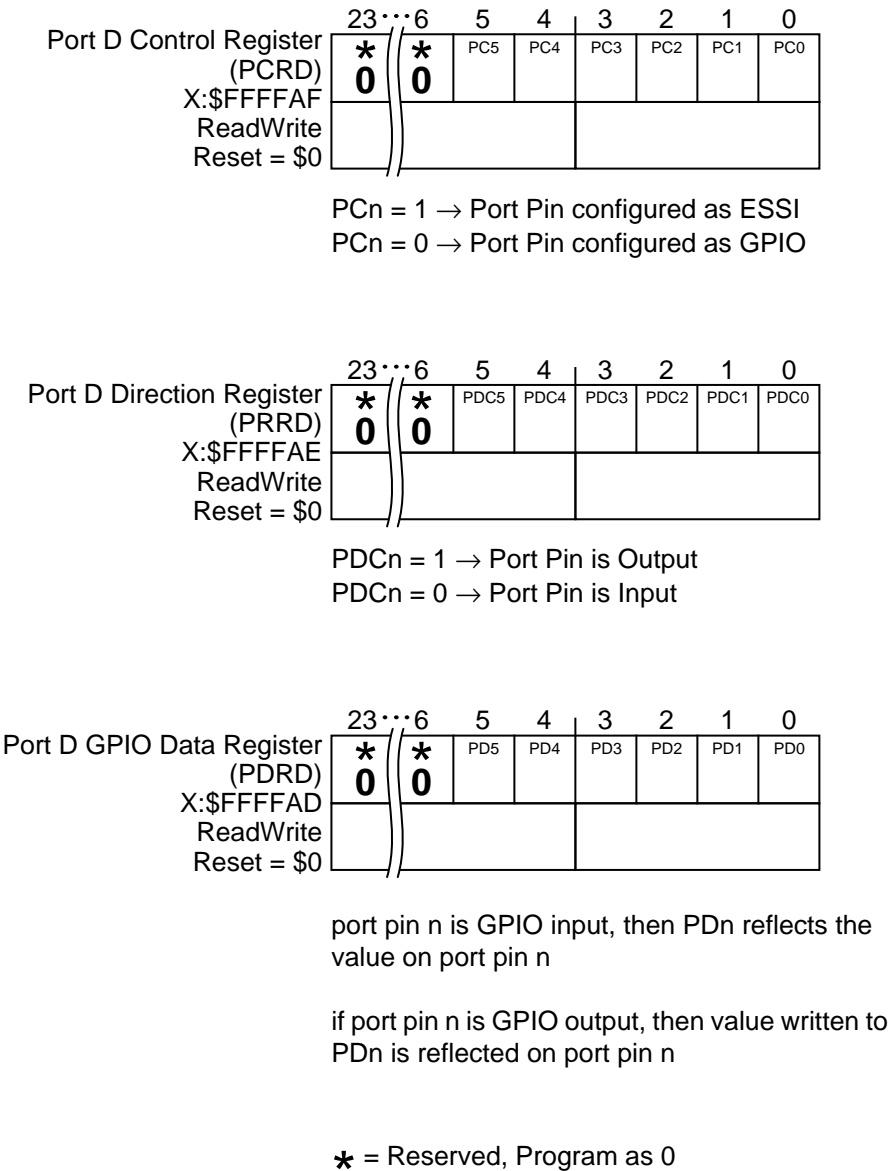 23···6 5 4 3 2 1 0
Port D Control Register
(PCRD)
X:$FFFFAF
ReadWrite
Reset = $0
* * PC5 PC4 PC3 PC2 PC1 PC0
0 0
PCn = 1 → Port Pin configured as ESSI
PCn = 0 → Port Pin configured as GPIO
23···6 5 4 3 2 1 0
Port D Direction Register
(PRRD)
X:$FFFFAE
ReadWrite
Reset = $0
* * PDC5 PDC4 PDC3 PDC2 PDC1 PDC0
0 0
PDCn = 1 → Port Pin is Output
PDCn = 0 → Port Pin is Input
23···6 5 4 3 2 1 0
Port D GPIO Data Register
(PDRD)
X:$FFFFAD
ReadWrite
Reset = $0
* * PD5 PD4 PD3 PD2 PD1 PD0
0 0
port pin n is GPIO input, then PDn reflects the
value on port pin n
if port pin n is GPIO output, then value written to
PDn is reflected on port pin n
* = Reserved, Program as 0